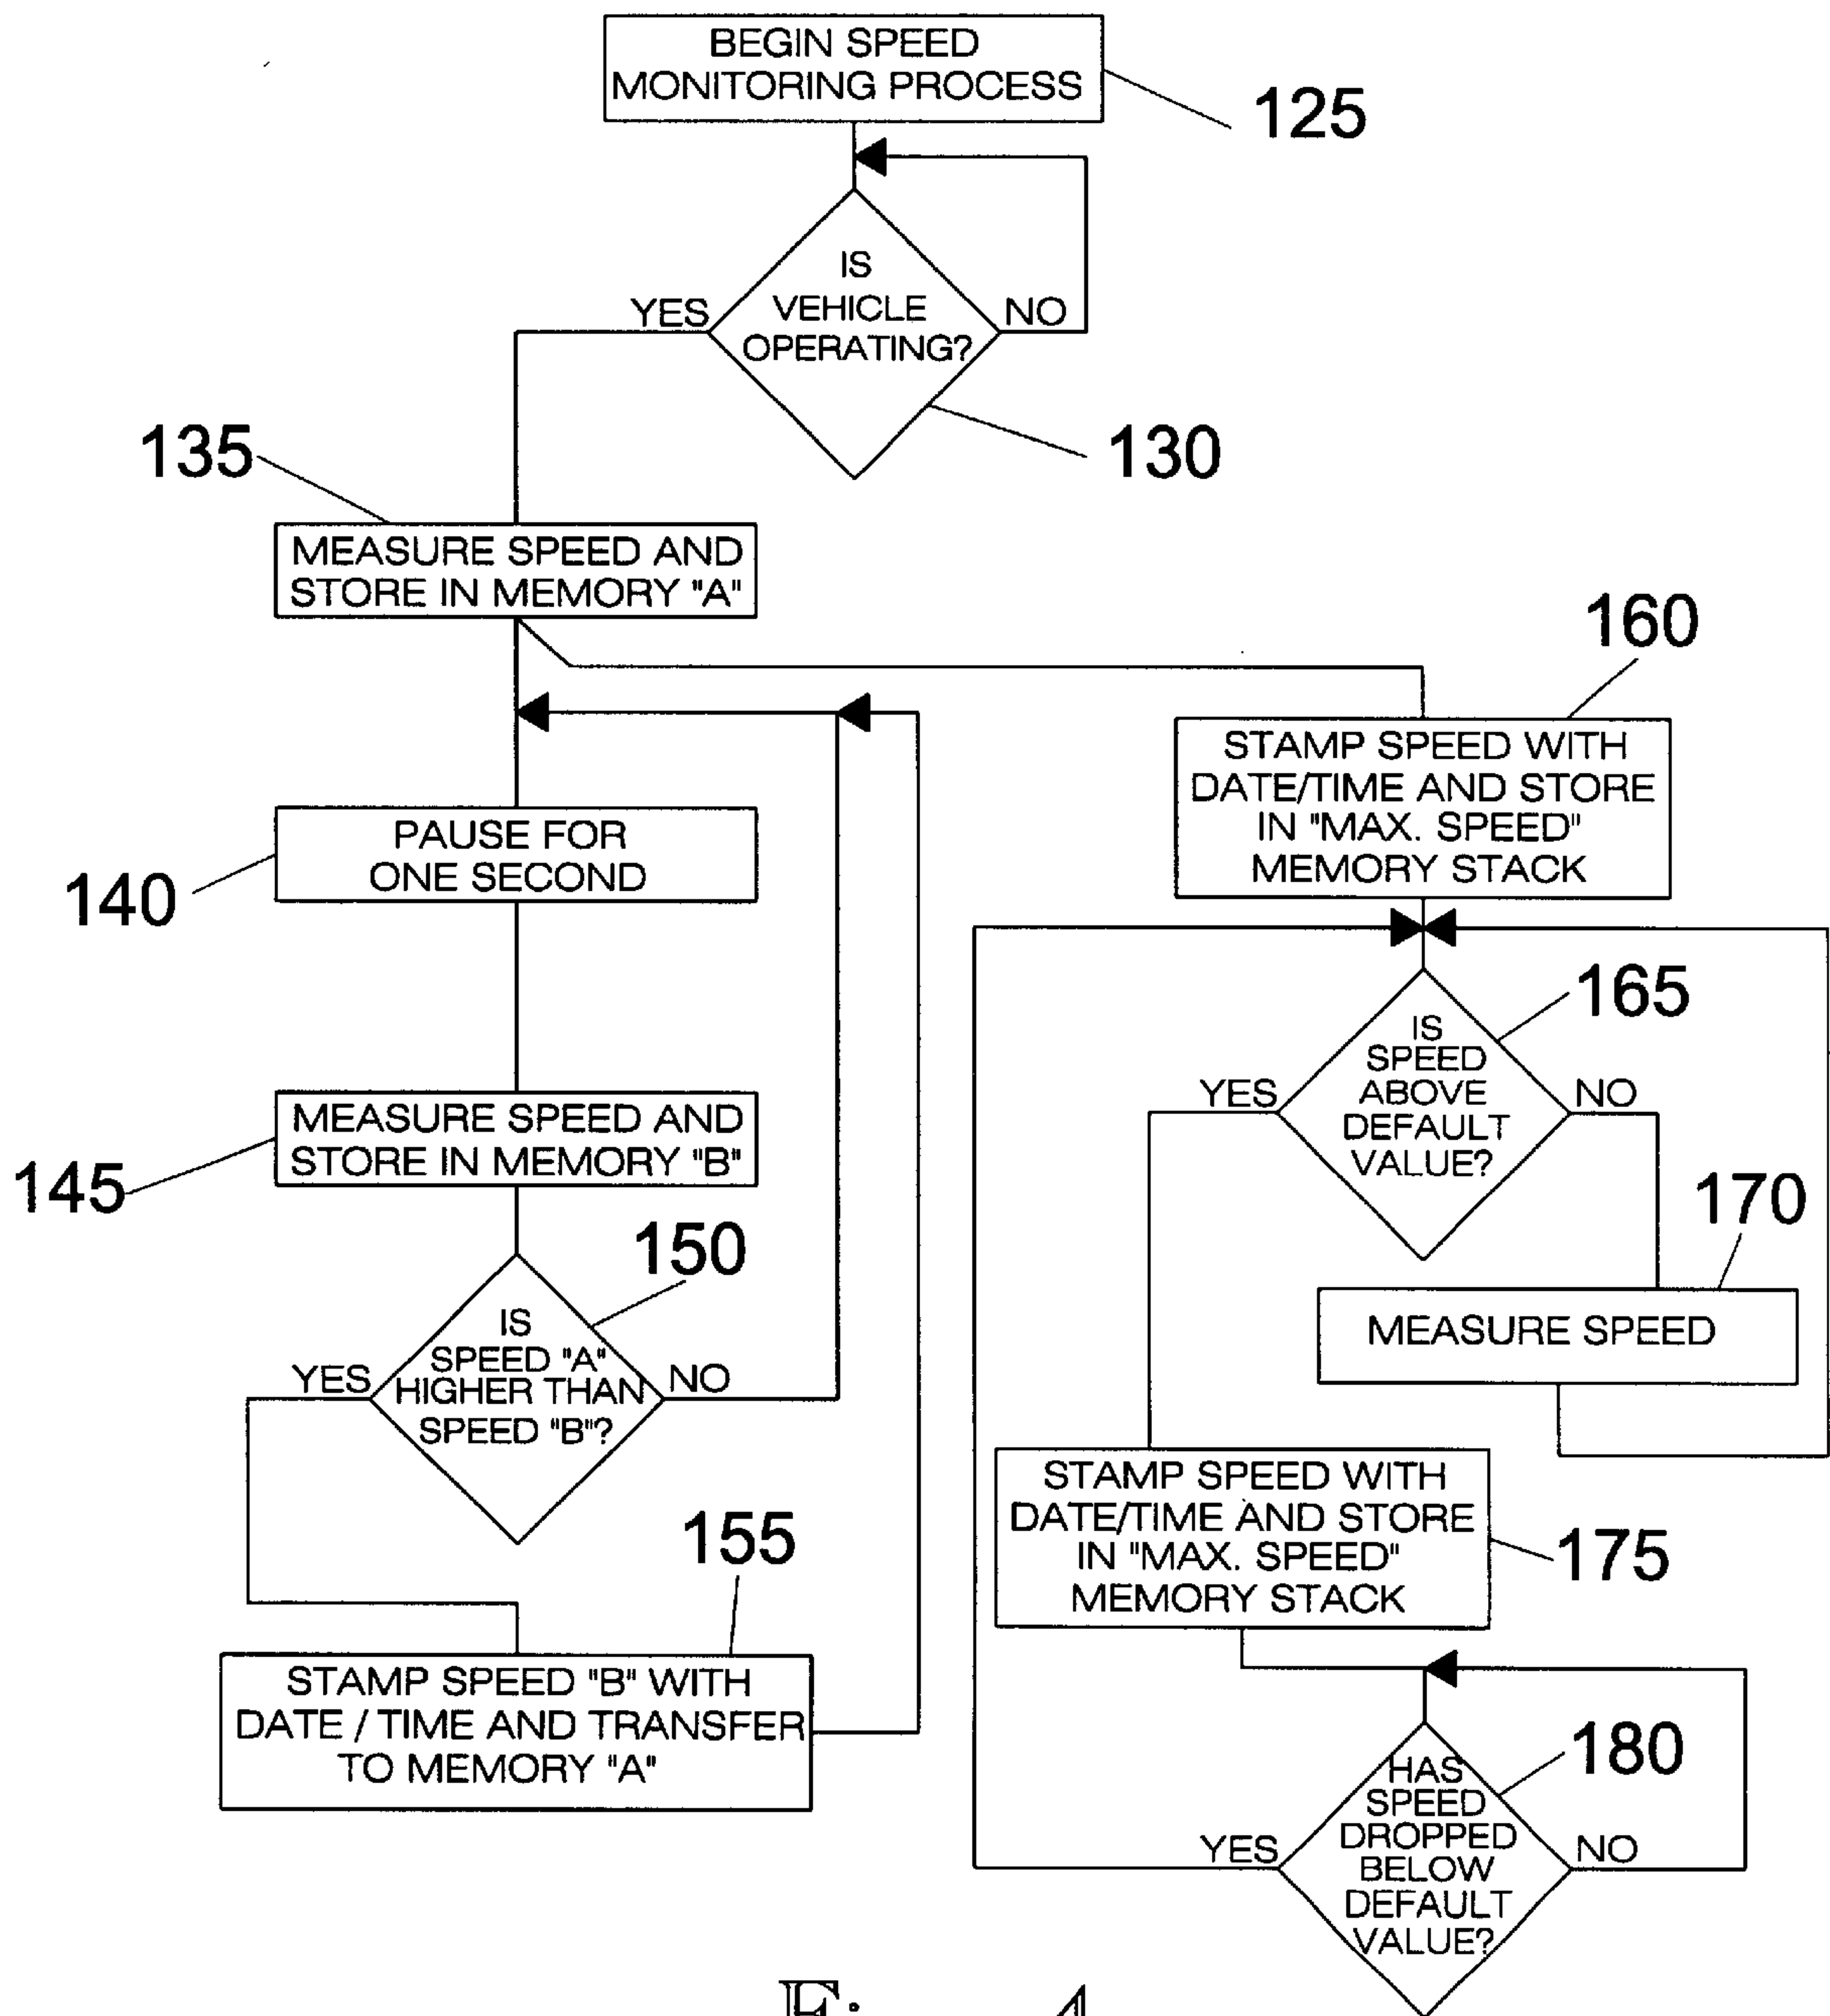 BEGIN SPEED
MONITORING PROCESS
125
IS
VEHICLE
OPERATING?
YES
NO
130
135
MEASURE SPEED AND
STORE IN MEMORY "A"
160
STAMP SPEED WITH
DATE/TIME AND STORE
IN "MAX. SPEED"
MEMORY STACK
PAUSE FOR
ONE SECOND
140
165
IS
SPEED
ABOVE
DEFAULT
VALUE?
YES
NO
MEASURE SPEED AND
STORE IN MEMORY "B"
145
170
MEASURE SPEED
150
IS
SPEED "A"
HIGHER THAN
SPEED "B"?
YES
NO
STAMP SPEED WITH
DATE/TIME AND STORE
IN "MAX. SPEED"
MEMORY STACK
175
155
STAMP SPEED "B" WITH
DATE / TIME AND TRANSFER
TO MEMORY "A"
180
HAS
SPEED
DROPPED
BELOW
DEFAULT
VALUE?
YES
NO